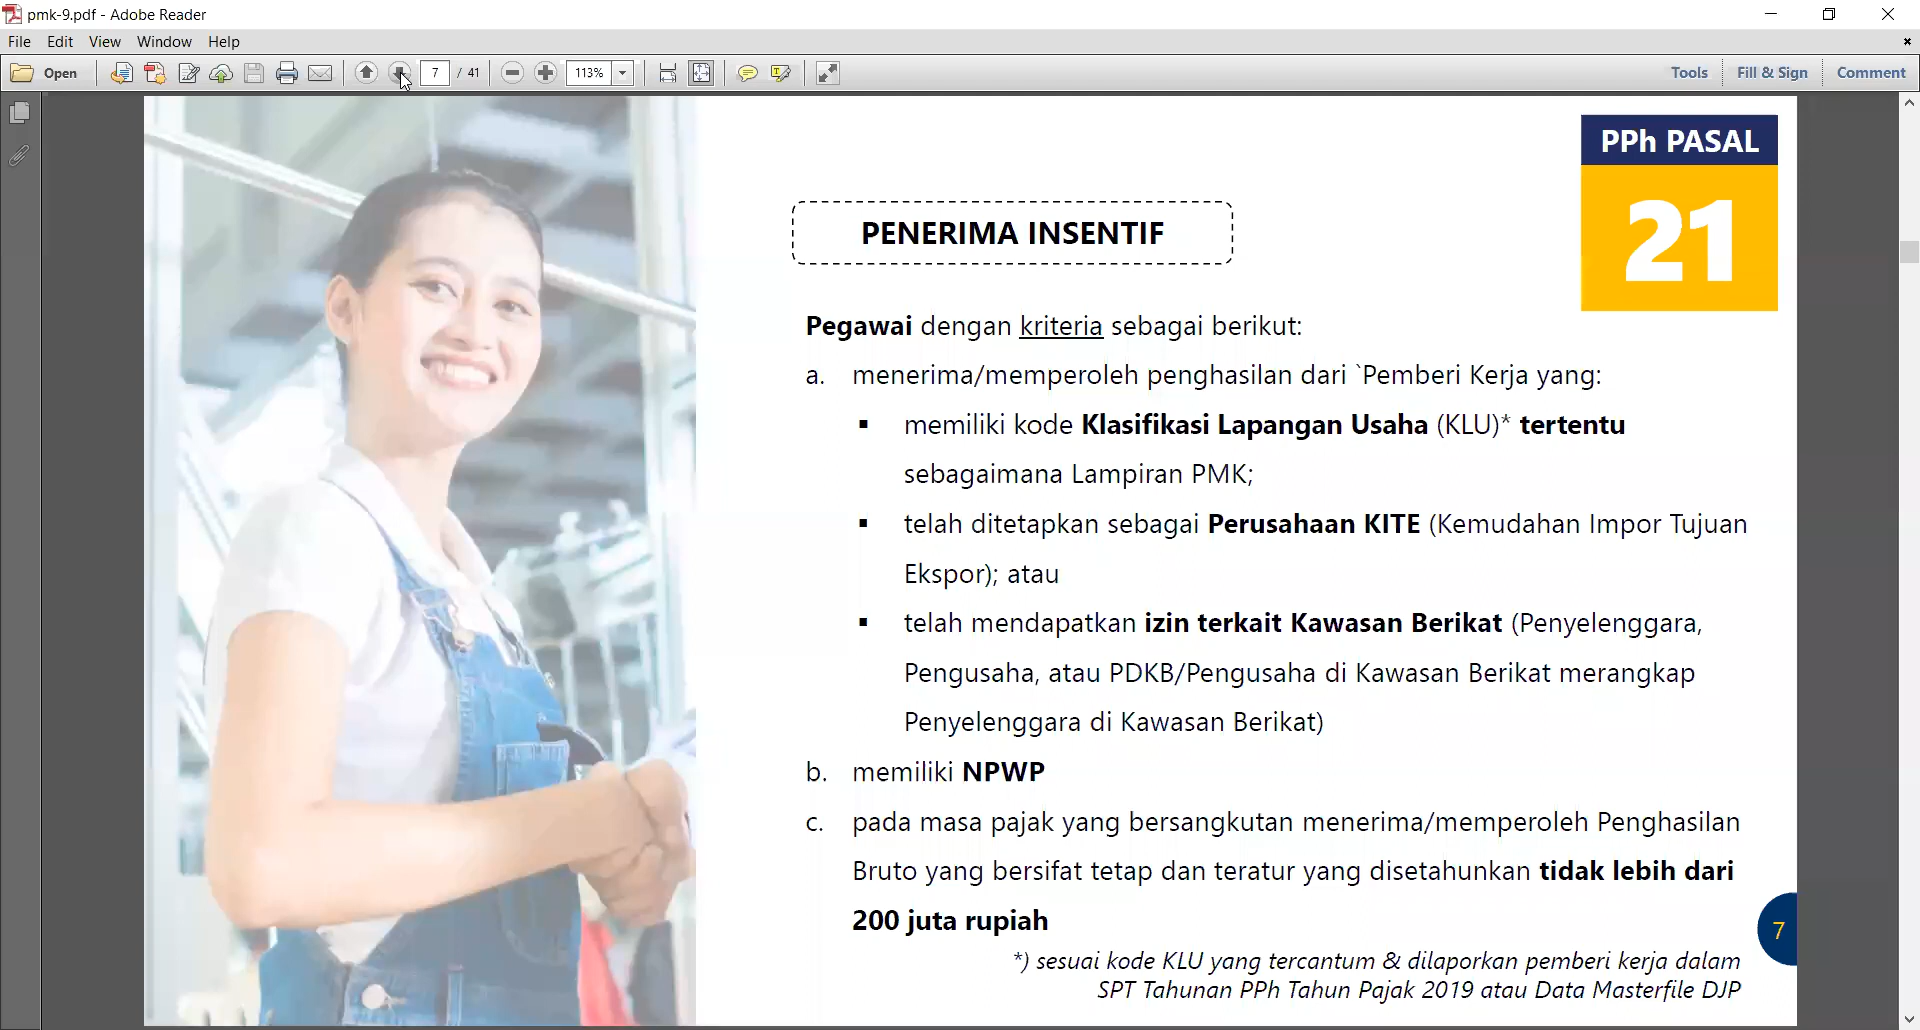 pmk-9.pdf - Adobe Reader
File Edit View Window Help
Open 7 / 41 113% Tools Fill & Sign Comment
PPh PASAL
21
PENERIMA INSENTIF
Pegawai dengan kriteria sebagai berikut:
a. menerima/memperoleh penghasilan dari `Pemberi Kerja yang:
▪ memiliki kode Klasifikasi Lapangan Usaha (KLU)* tertentu
sebagaimana Lampiran PMK;
▪ telah ditetapkan sebagai Perusahaan KITE (Kemudahan Impor Tujuan
Ekspor); atau
▪ telah mendapatkan izin terkait Kawasan Berikat (Penyelenggara,
Pengusaha, atau PDKB/Pengusaha di Kawasan Berikat merangkap
Penyelenggara di Kawasan Berikat)
b. memiliki NPWP
c. pada masa pajak yang bersangkutan menerima/memperoleh Penghasilan
Bruto yang bersifat tetap dan teratur yang disetahunkan tidak lebih dari
200 juta rupiah
7
*) sesuai kode KLU yang tercantum & dilaporkan pemberi kerja dalam
SPT Tahunan PPh Tahun Pajak 2019 atau Data Masterfile DJP